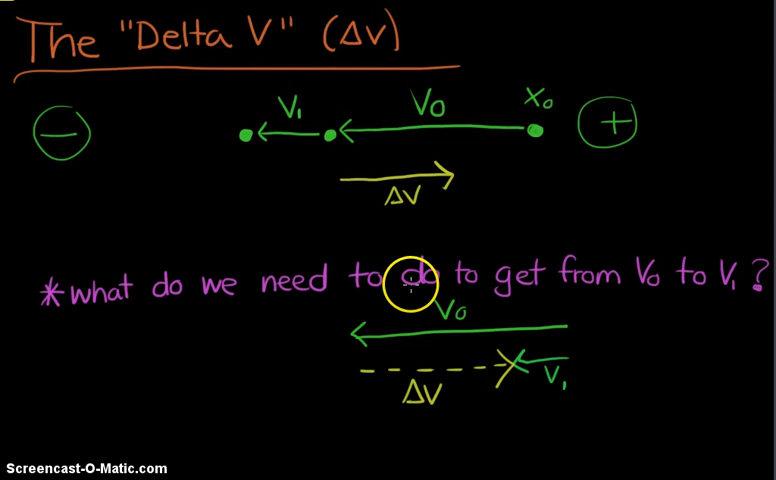 The "Delta V" (ΔV)
V₁ V₀ X₀
− +
ΔV
*what do we need to do to get from V₀ to V₁?
V₀
ΔV V₁
Screencast-O-Matic.com